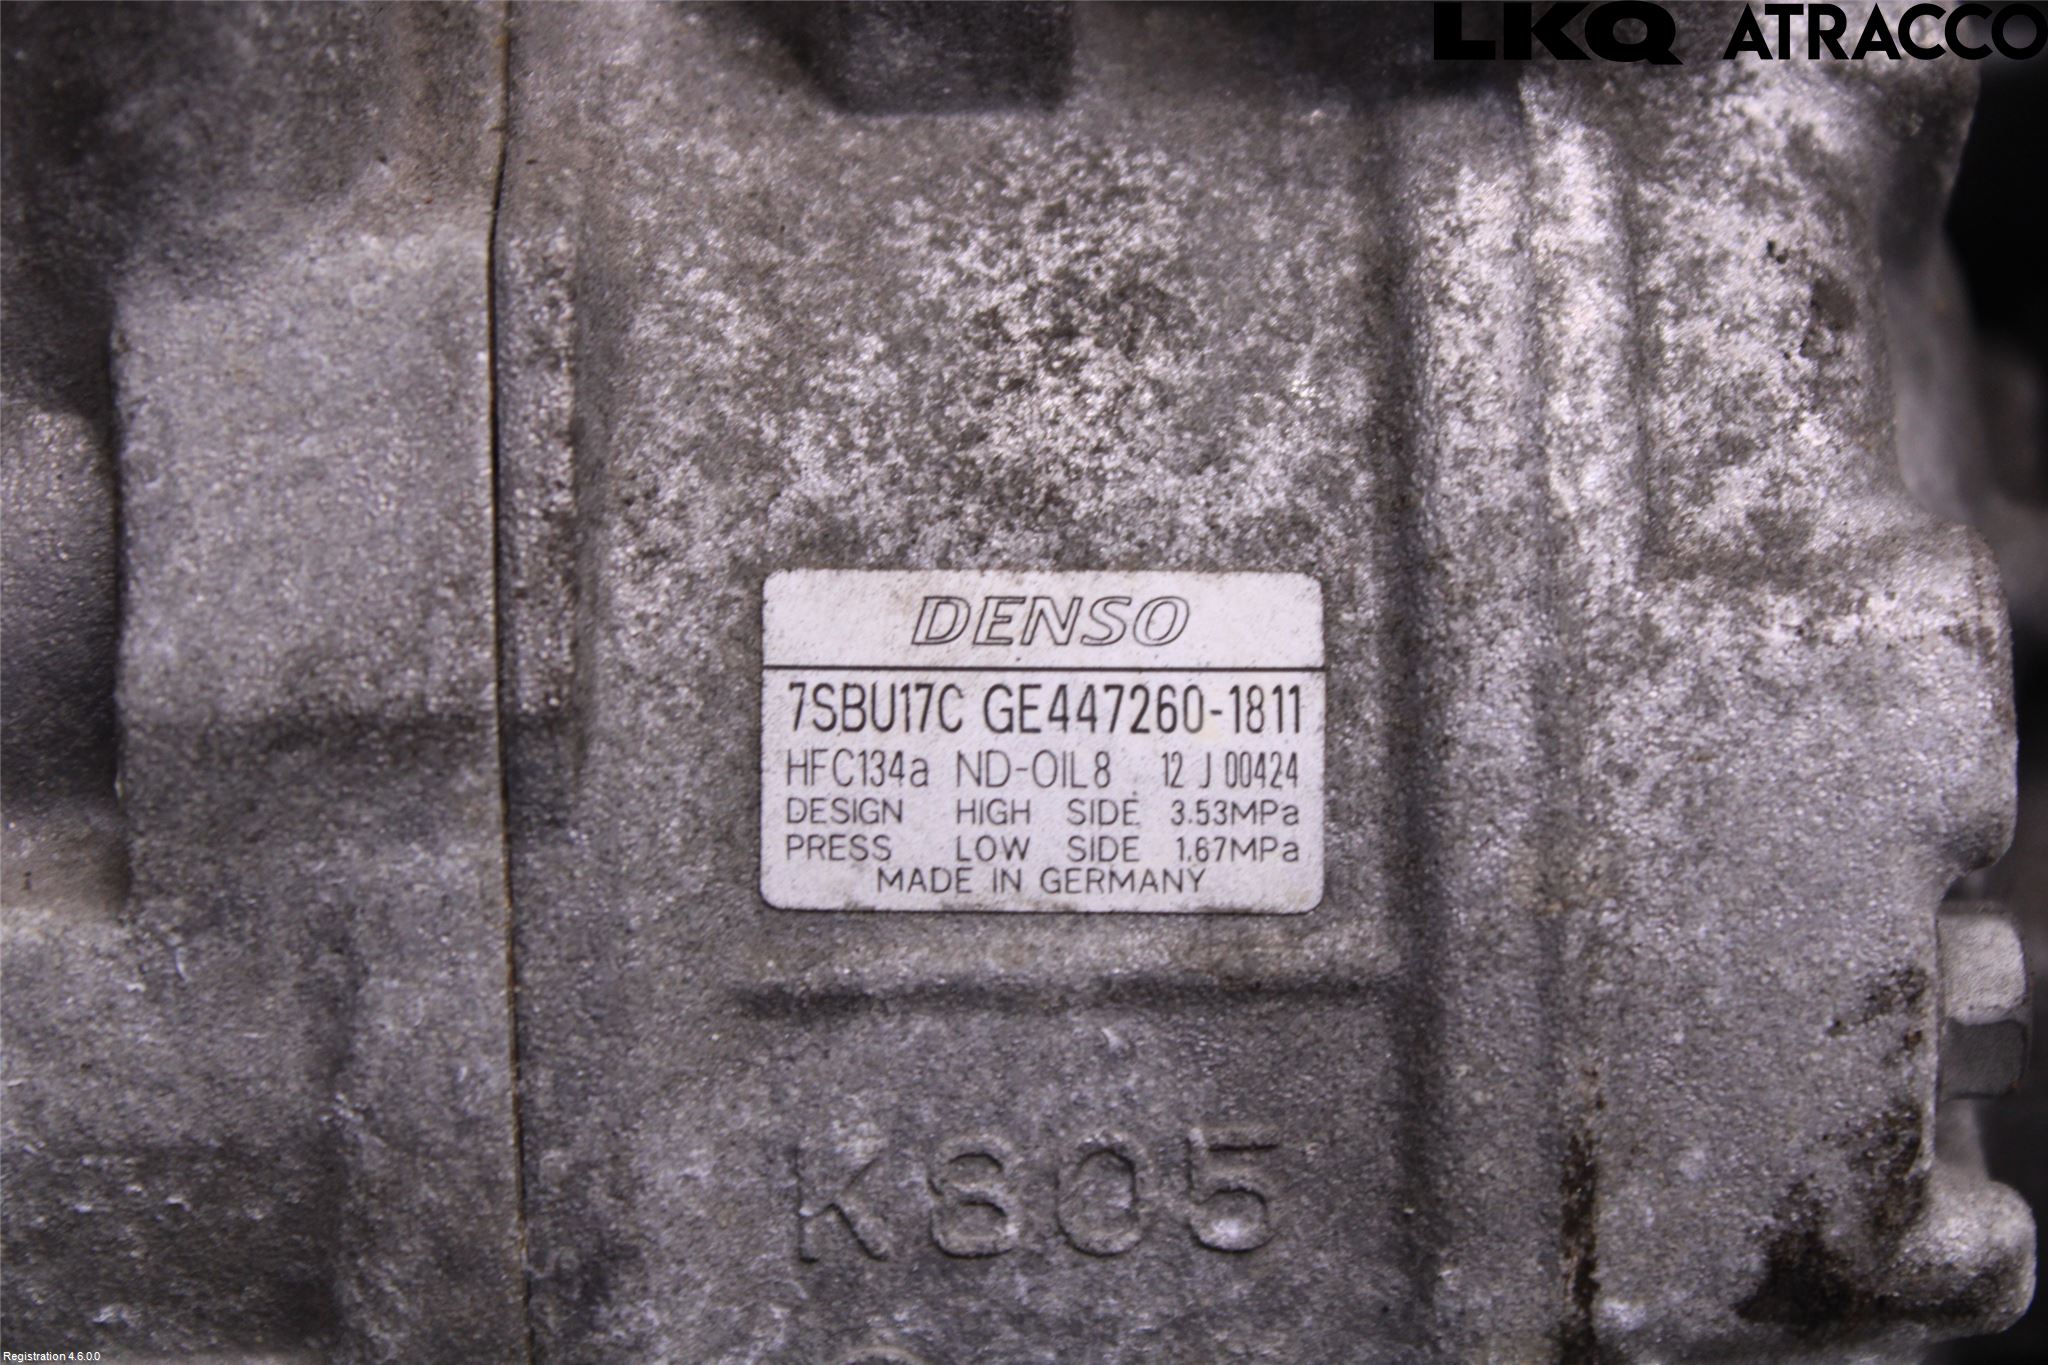 LKQ ATRACCO
DENSO
7SBU17C GE447260-1811
HFC134a ND-OIL8 12 J 00424
DESIGN HIGH SIDE 3.53MPa
PRESS LOW SIDE 1.67MPa
MADE IN GERMANY
K805
Registration 4.6.0.0